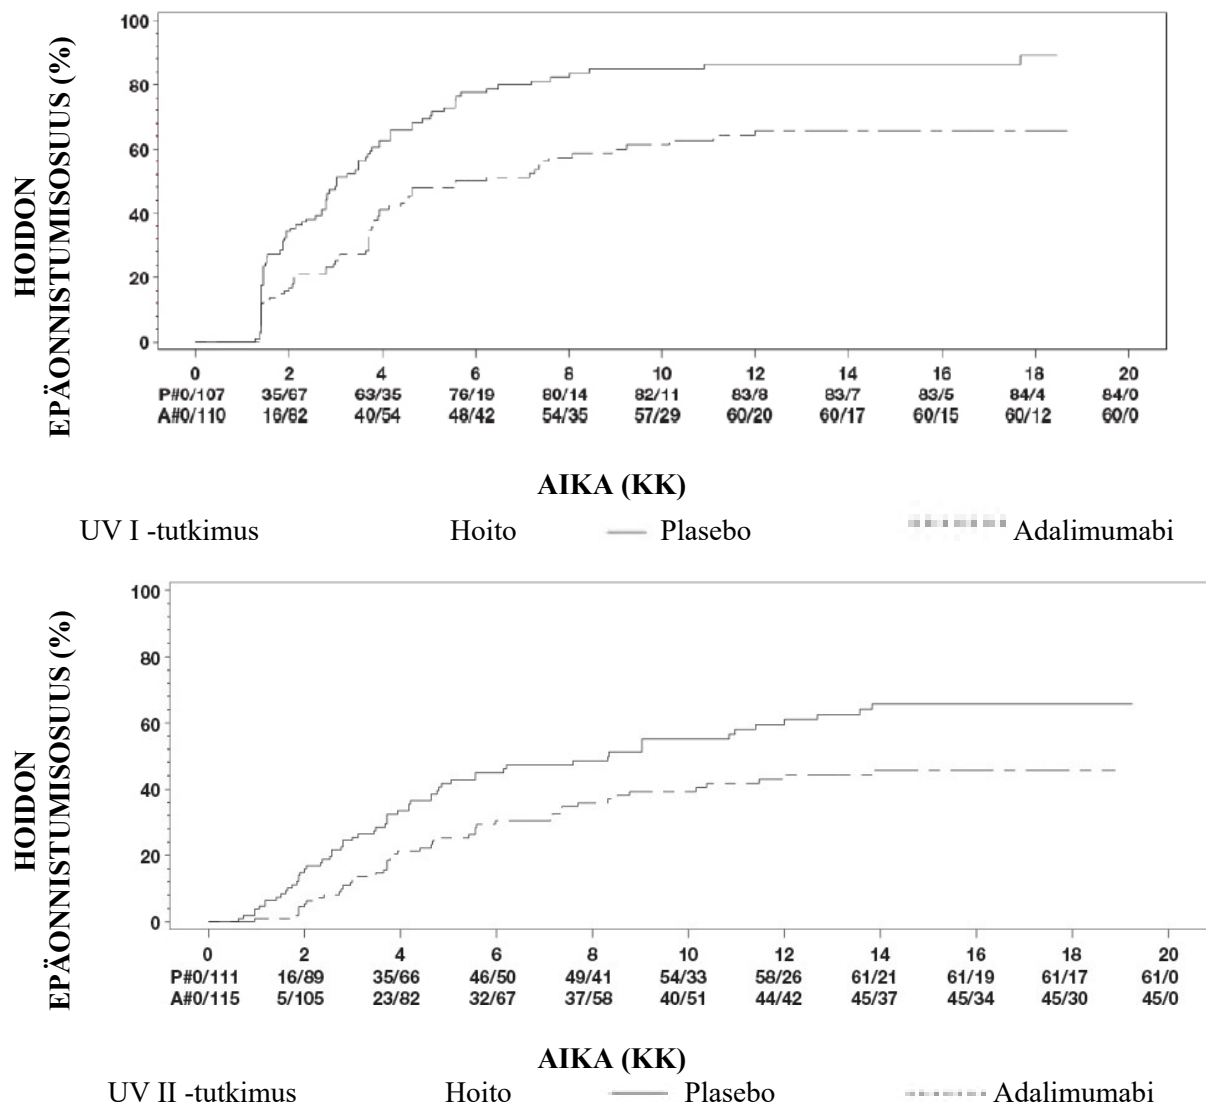 HOIDON
EPÄONNISTUMISOSUUS (%)
100
80
60
40
20
0
0 2 4 6 8 10 12 14 16 18 20
P#0/107 35/67 63/35 76/19 80/14 82/11 83/8 83/7 83/5 84/4 84/0
A#0/110 16/82 40/54 48/42 54/35 57/29 60/20 60/17 60/15 60/12 60/0
AIKA (KK)
UV I -tutkimus Hoito Plasebo Adalimumabi
HOIDON
EPÄONNISTUMISOSUUS (%)
100
80
60
40
20
0
0 2 4 6 8 10 12 14 16 18 20
P#0/111 16/89 35/66 46/50 49/41 54/33 58/26 61/21 61/19 61/17 61/0
A#0/115 5/105 23/82 32/67 37/58 40/51 44/42 45/37 45/34 45/30 45/0
AIKA (KK)
UV II -tutkimus Hoito Plasebo Adalimumabi